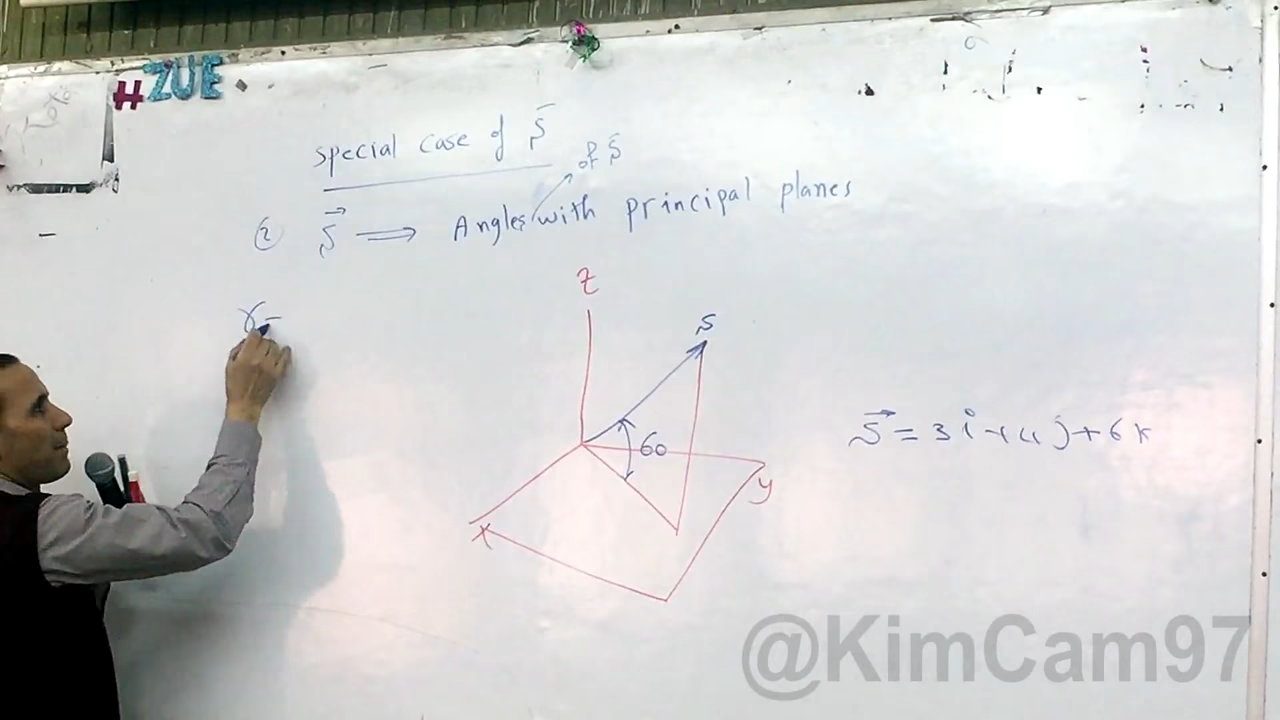 #ZUE
special case of S
of S
② S ⟹ Angles with principal planes
Z
S
60
S = 3i + 4j + 6k
y
x
@KimCam97